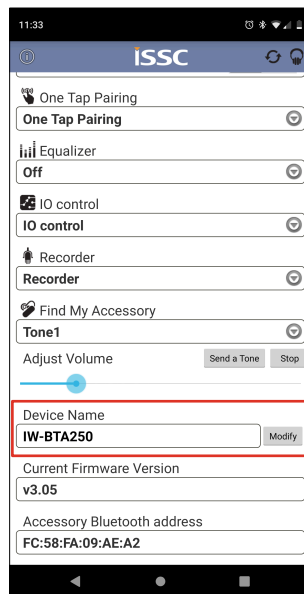 11:33
issc
One Tap Pairing
One Tap Pairing
Equalizer
Off
IO control
IO control
Recorder
Recorder
Find My Accessory
Tone1
Adjust Volume Send a Tone Stop
Device Name
IW-BTA250 Modify
Current Firmware Version
v3.05
Accessory Bluetooth address
FC:58:FA:09:AE:A2